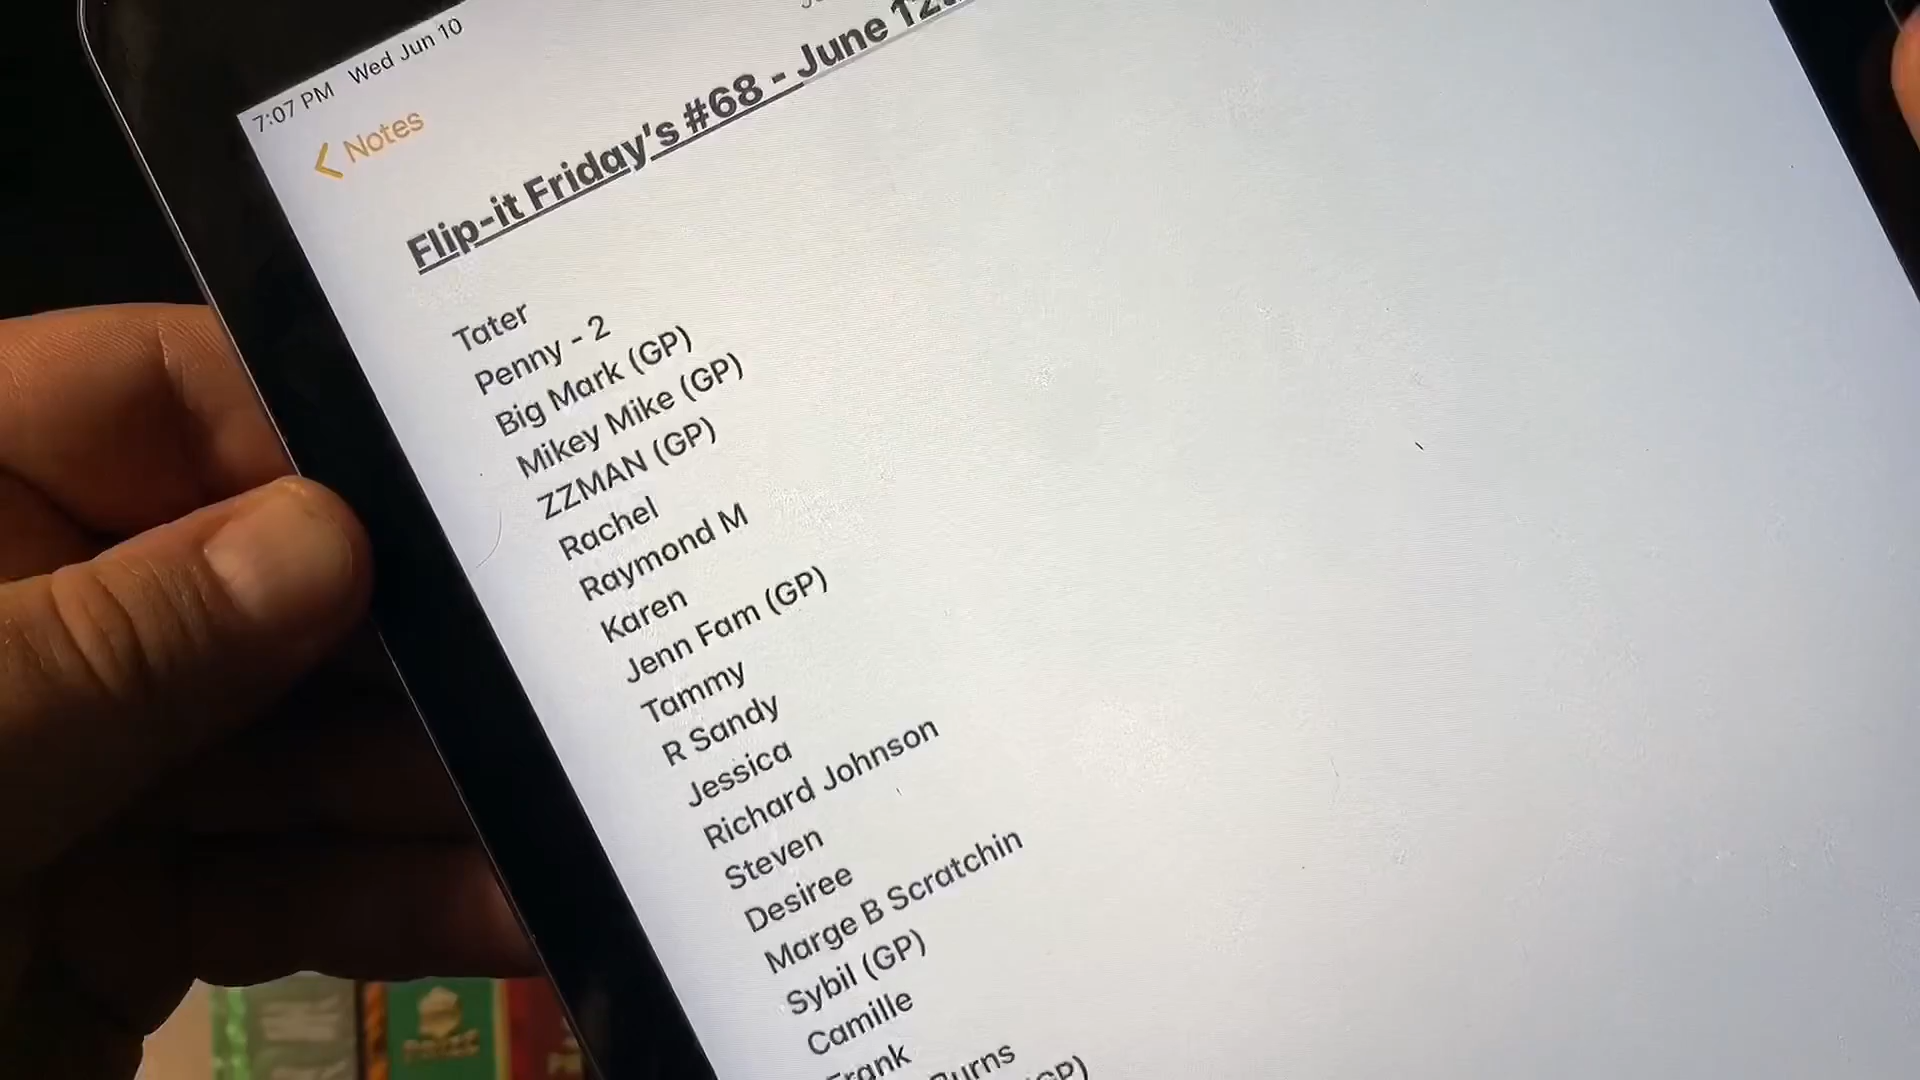 7:07 PM Wed Jun 10
Notes
Flip-it Friday's #68 - June
Tater
Penny - 2
Big Mark (GP)
Mikey Mike (GP)
ZZMAN (GP)
Rachel
Raymond M
Karen
Jenn Fam (GP)
Tammy
R Sandy
Jessica
Richard Johnson
Steven
Desiree
Marge B Scratchin
Sybil (GP)
Camille
Frank